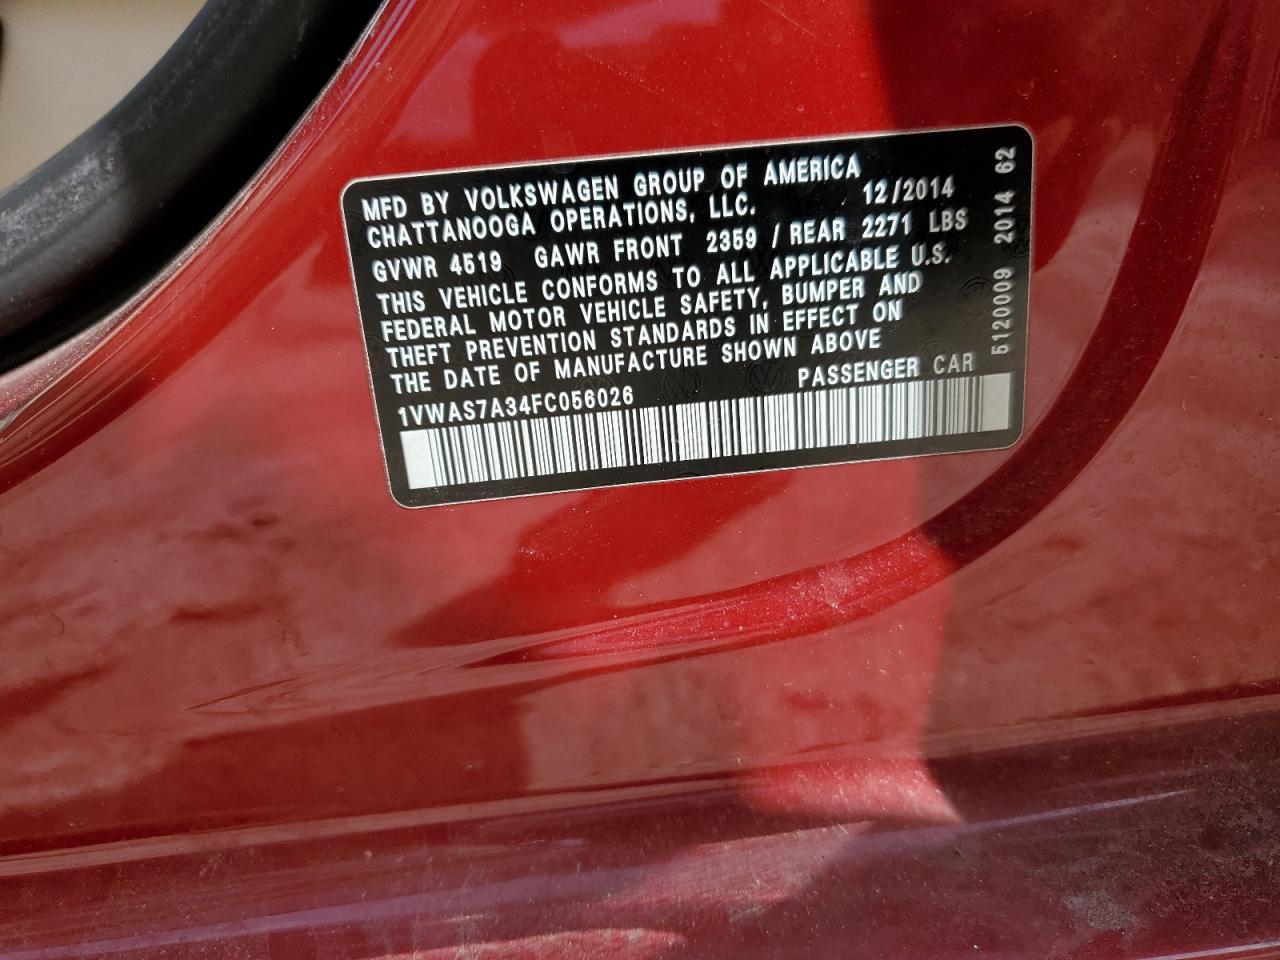 MFD BY VOLKSWAGEN GROUP OF AMERICA
CHATTANOOGA OPERATIONS, LLC. 12/2014
GVWR 4519 GAWR FRONT 2359 / REAR 2271 LBS
THIS VEHICLE CONFORMS TO ALL APPLICABLE U.S.
FEDERAL MOTOR VEHICLE SAFETY, BUMPER AND
THEFT PREVENTION STANDARDS IN EFFECT ON
THE DATE OF MANUFACTURE SHOWN ABOVE
1VWAS7A34FC056026 PASSENGER CAR
5120009 2014 62